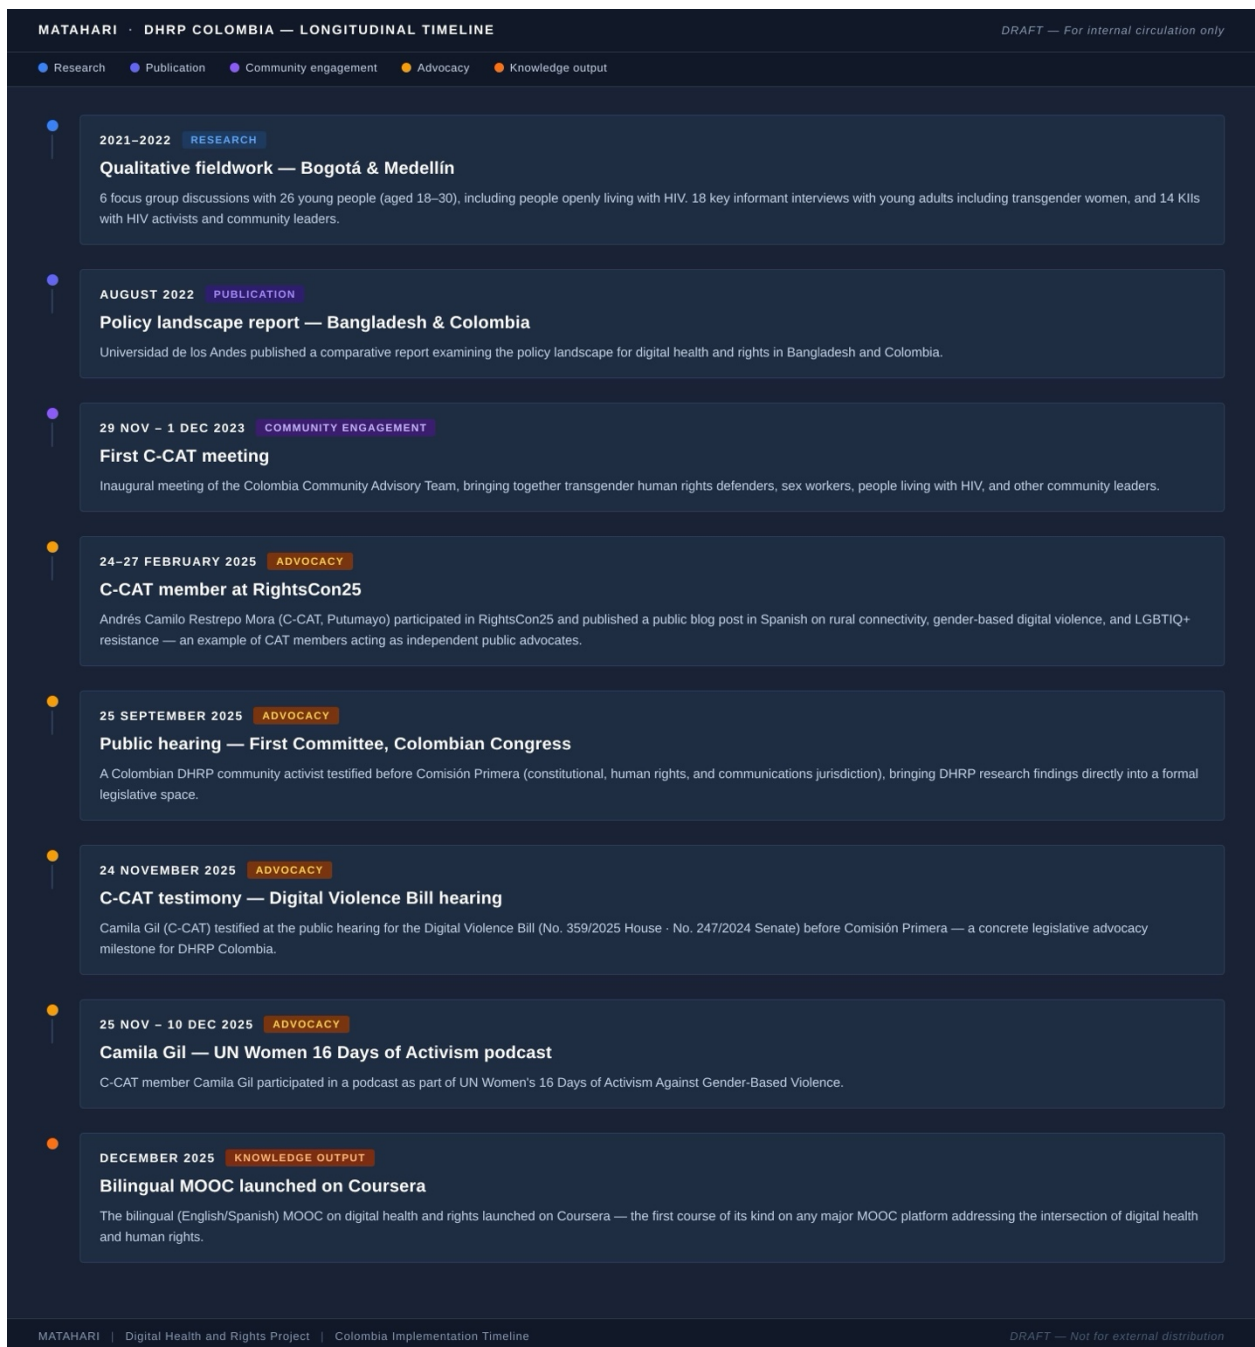 MATAHARI · DHRP COLOMBIA — LONGITUDINAL TIMELINE
DRAFT — For internal circulation only
Research
Publication
Community engagement
Advocacy
Knowledge output
2021–2022 RESEARCH
Qualitative fieldwork — Bogotá & Medellín
6 focus group discussions with 26 young people (aged 18–30), including people openly living with HIV. 18 key informant interviews with young adults including transgender women, and 14 KIIs
with HIV activists and community leaders.
AUGUST 2022 PUBLICATION
Policy landscape report — Bangladesh & Colombia
Universidad de los Andes published a comparative report examining the policy landscape for digital health and rights in Bangladesh and Colombia.
29 NOV – 1 DEC 2023 COMMUNITY ENGAGEMENT
First C-CAT meeting
Inaugural meeting of the Colombia Community Advisory Team, bringing together transgender human rights defenders, sex workers, people living with HIV, and other community leaders.
24–27 FEBRUARY 2025 ADVOCACY
C-CAT member at RightsCon25
Andrés Camilo Restrepo Mora (C-CAT, Putumayo) participated in RightsCon25 and published a public blog post in Spanish on rural connectivity, gender-based digital violence, and LGBTIQ+
resistance — an example of CAT members acting as independent public advocates.
25 SEPTEMBER 2025 ADVOCACY
Public hearing — First Committee, Colombian Congress
A Colombian DHRP community activist testified before Comisión Primera (constitutional, human rights, and communications jurisdiction), bringing DHRP research findings directly into a formal
legislative space.
24 NOVEMBER 2025 ADVOCACY
C-CAT testimony — Digital Violence Bill hearing
Camila Gil (C-CAT) testified at the public hearing for the Digital Violence Bill (No. 359/2025 House · No. 247/2024 Senate) before Comisión Primera — a concrete legislative advocacy
milestone for DHRP Colombia.
25 NOV – 10 DEC 2025 ADVOCACY
Camila Gil — UN Women 16 Days of Activism podcast
C-CAT member Camila Gil participated in a podcast as part of UN Women's 16 Days of Activism Against Gender-Based Violence.
DECEMBER 2025 KNOWLEDGE OUTPUT
Bilingual MOOC launched on Coursera
The bilingual (English/Spanish) MOOC on digital health and rights launched on Coursera — the first course of its kind on any major MOOC platform addressing the intersection of digital health
and human rights.
MATAHARI | Digital Health and Rights Project | Colombia Implementation Timeline
DRAFT — Not for external distribution